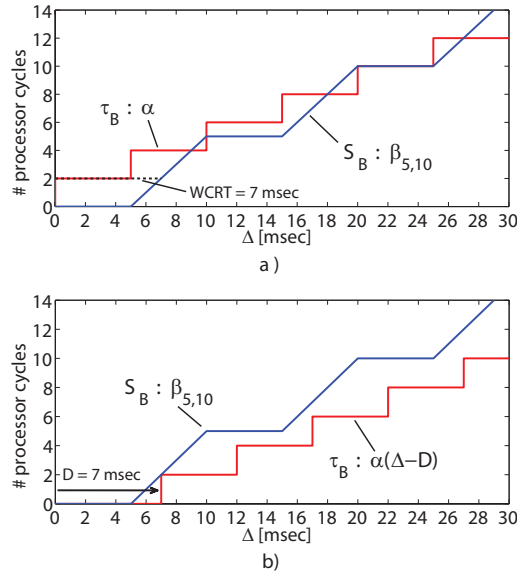 14
12
10
8
6
4
2
0
# processor cycles
τ_B : α
S_B : β_5,10
WCRT = 7 msec
0 2 4 6 8 10 12 14 16 18 20 22 24 26 28 30
Δ [msec]
a )
14
12
10
8
6
4
2
0
# processor cycles
S_B : β_5,10
D = 7 msec
τ_B : α(Δ−D)
0 2 4 6 8 10 12 14 16 18 20 22 24 26 28 30
Δ [msec]
b)